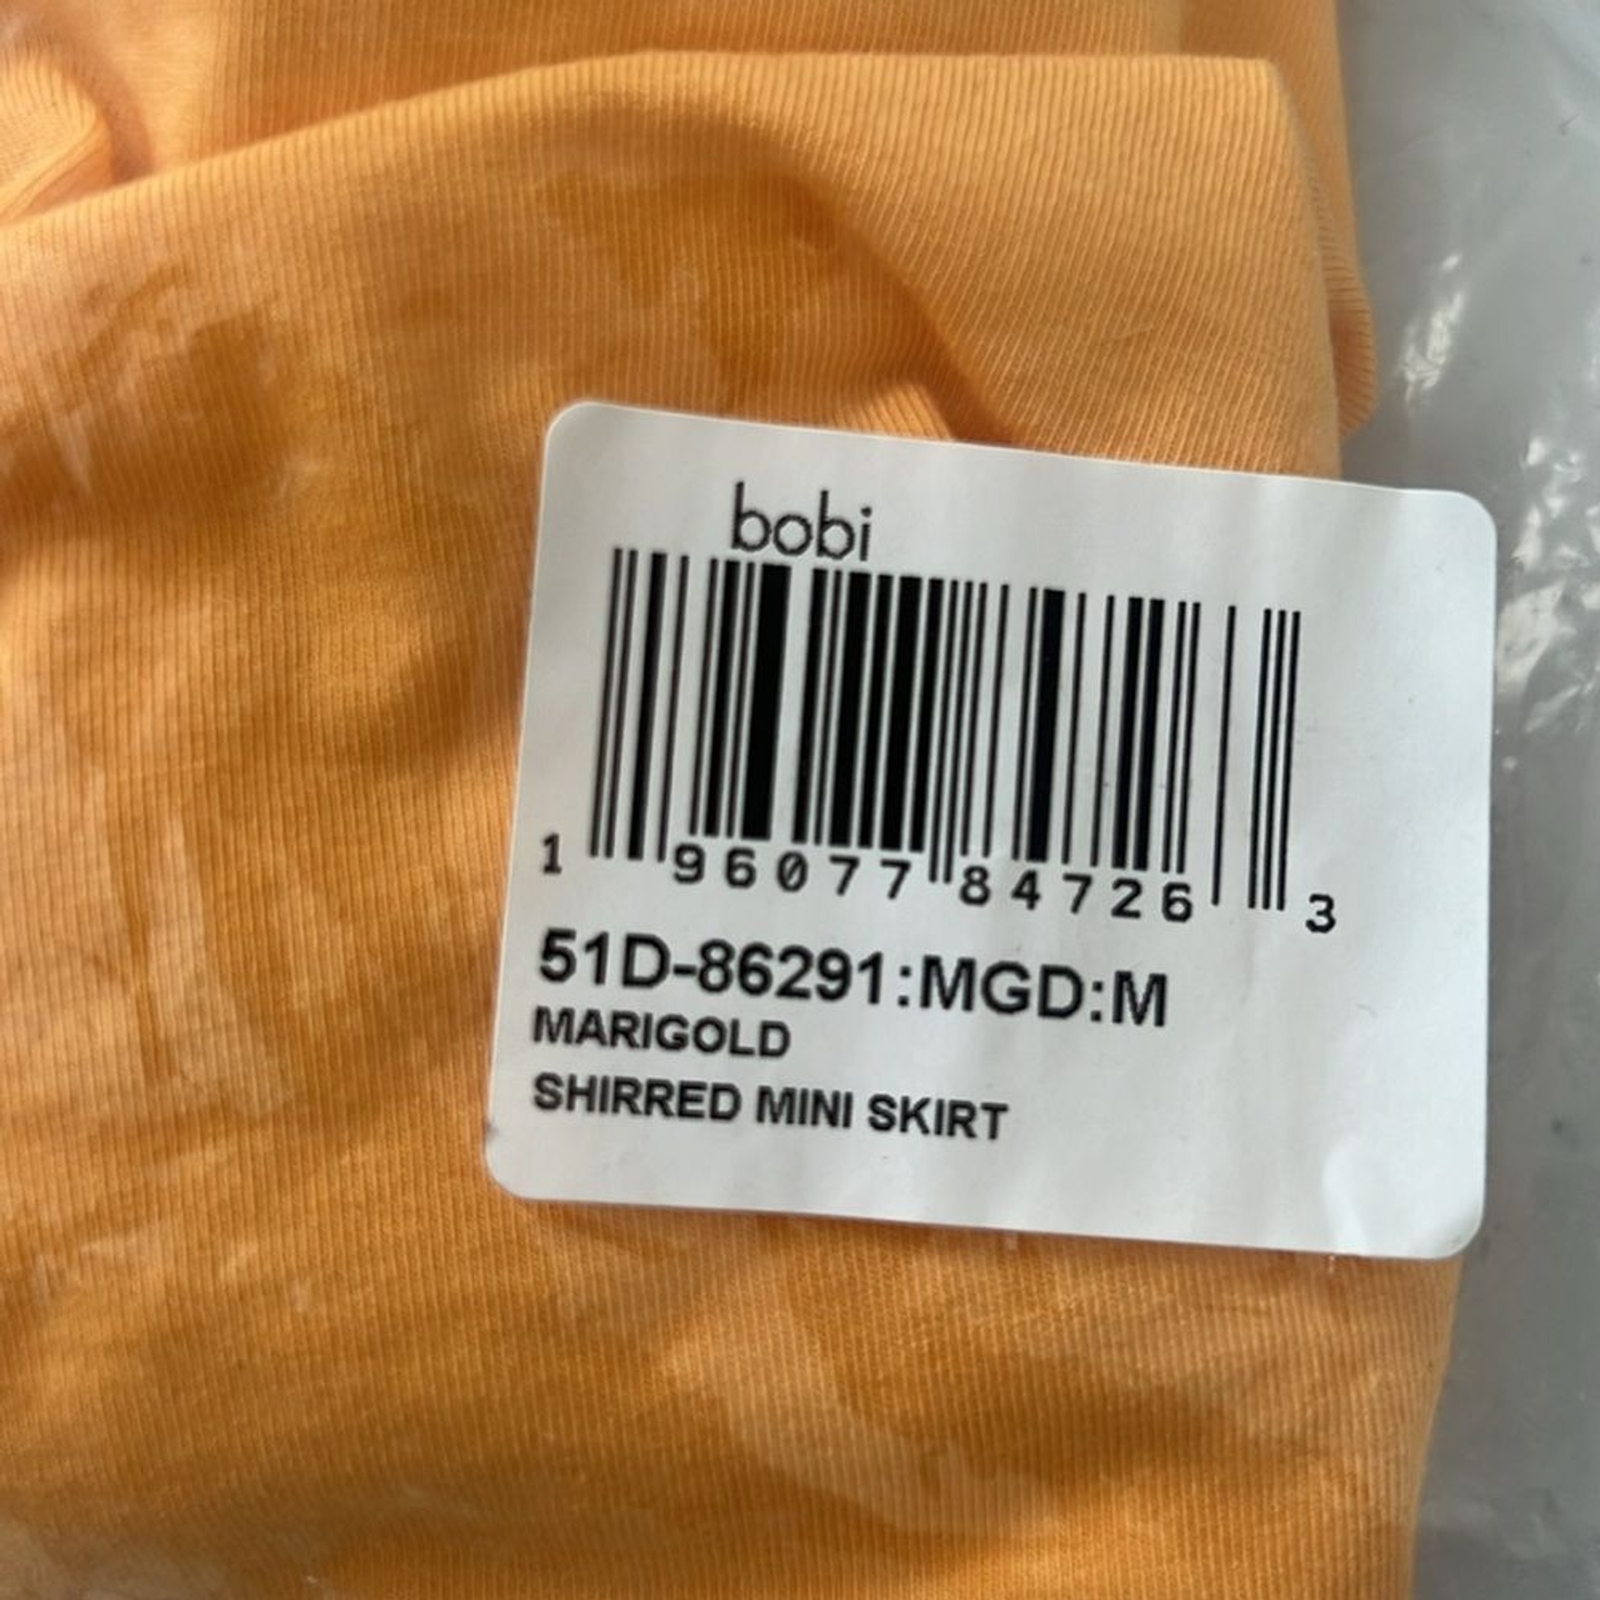 bobi
1 96077 84726 3
51D-86291:MGD:M
MARIGOLD
SHIRRED MINI SKIRT